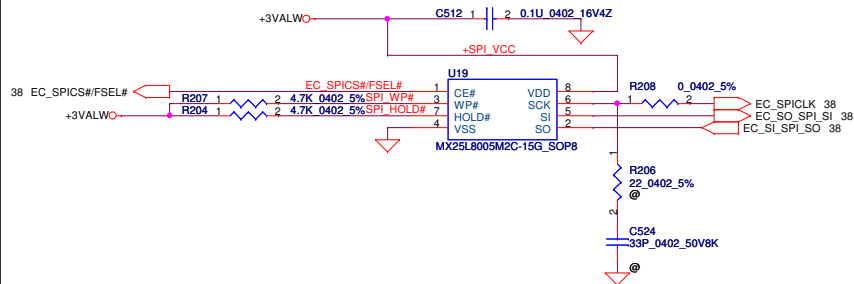 +3VALW
C512 1 2 0.1U_0402_16V4Z
+SPI_VCC
U19
38 EC_SPICS#/FSEL# EC_SPICS#/FSEL# 1 CE# VDD 8
R207 1 2 4.7K_0402_5% SPI_WP# 3 WP# SCK 6 1 R208 2 0_0402_5% EC_SPICLK 38
+3VALW R204 1 2 4.7K_0402_5% SPI_HOLD# 7 HOLD# SI 5 EC_SO_SPI_SI 38
4 VSS SO 2 EC_SI_SPI_SO 38
MX25L8005M2C-15G_SOP8
1
R206
22_0402_5%
@
2
C524
33P_0402_50V8K
@